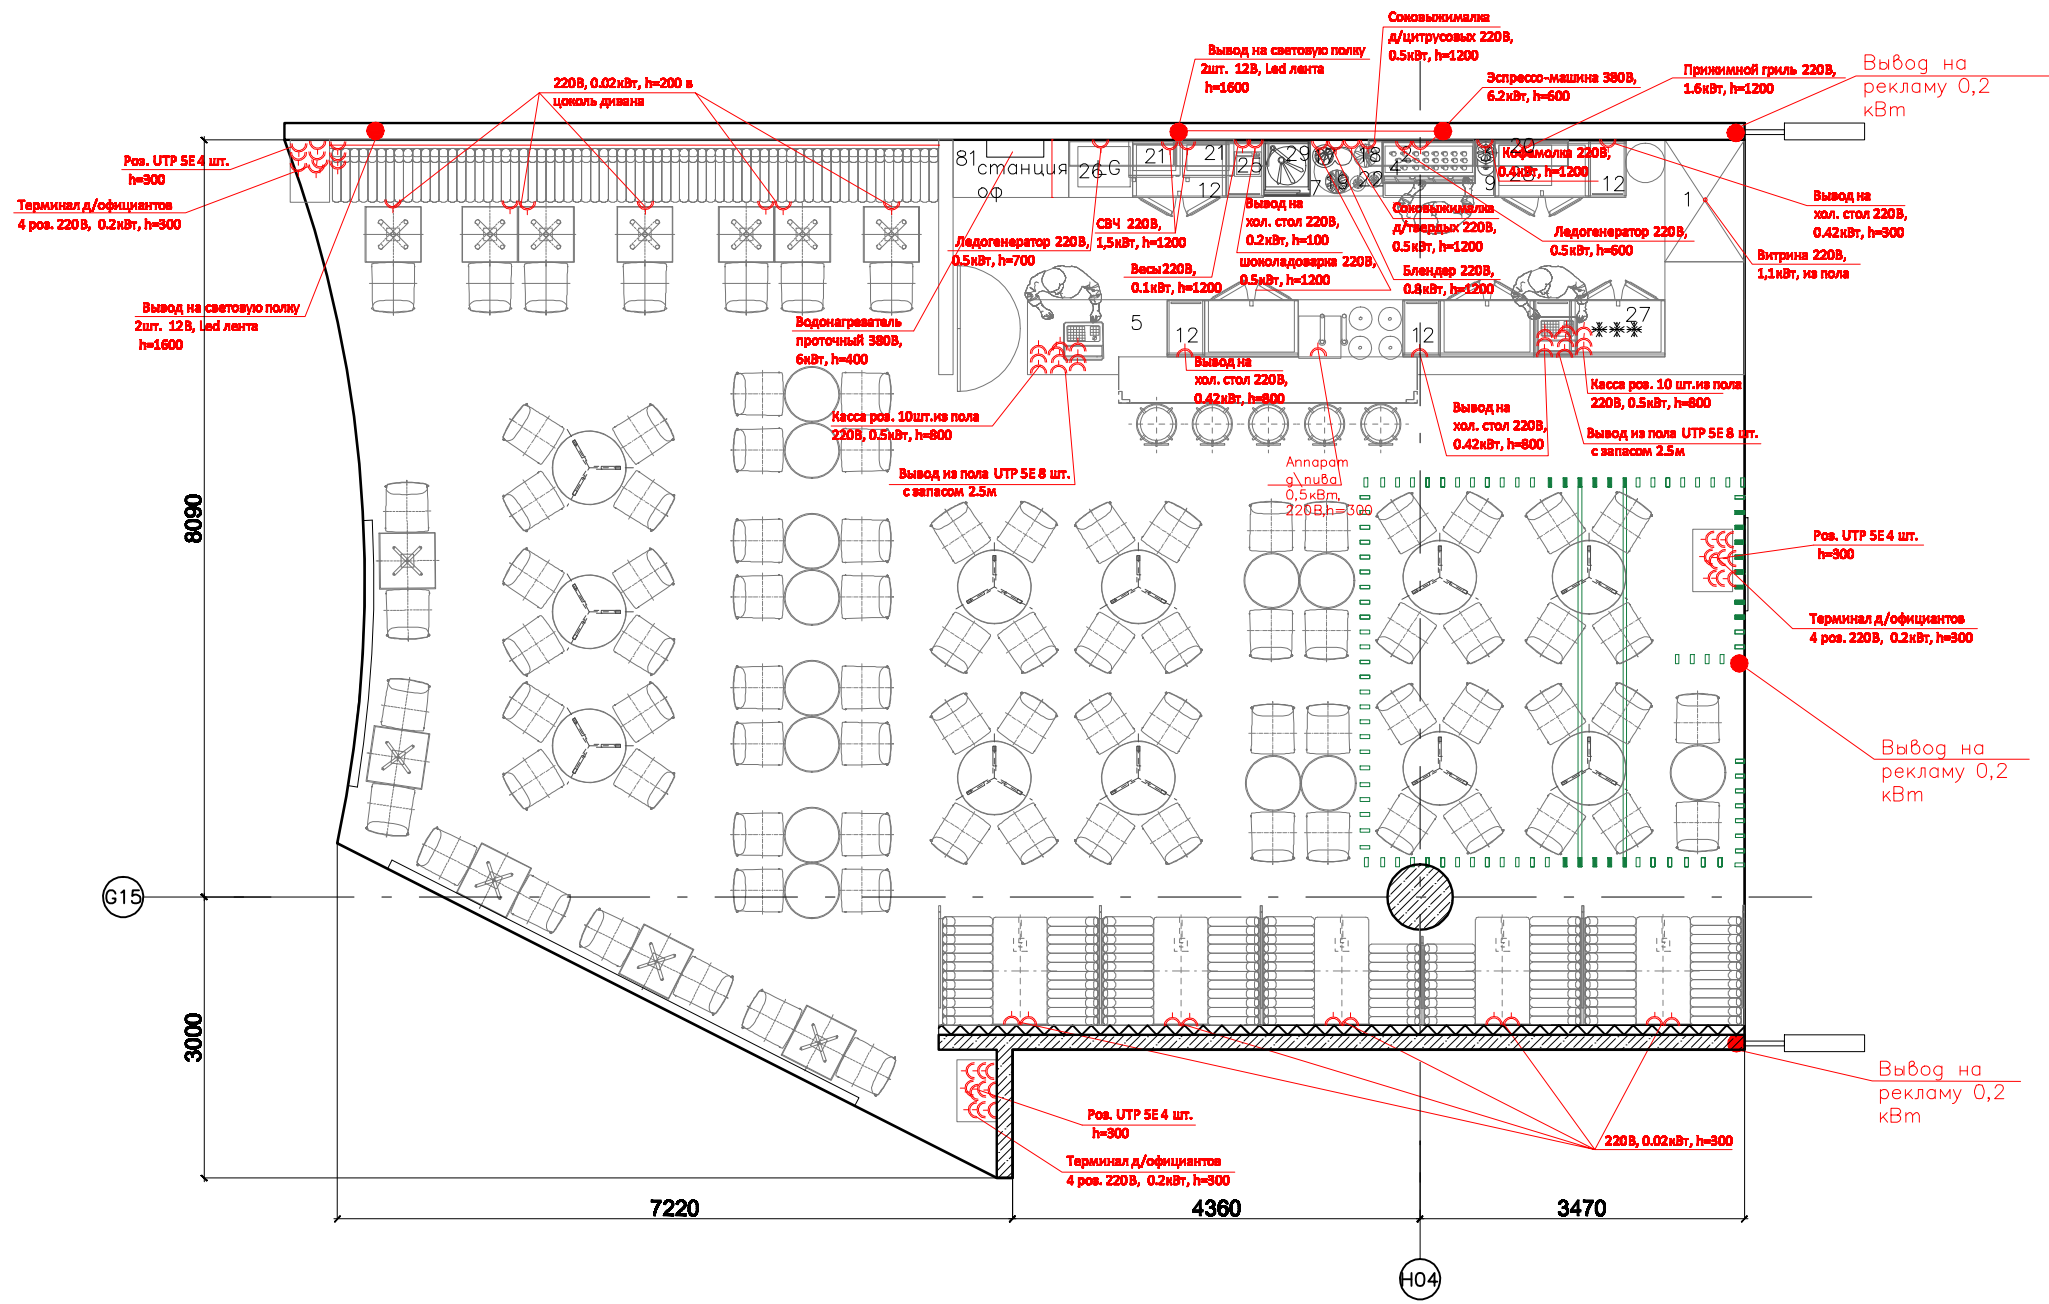 Соковыжималка
д/цитрусовых 220В,
0.5кВт, h=1200
Вывод на световую полку
2шт. 12В, Led лента
h=1600
Эспрессо-машина 380В,
6.2кВт, h=600
Прижимной гриль 220В,
1.6кВт, h=1200
Вывод на
рекламу 0,2
кВт
220В, 0.02кВт, h=200 в
цоколь дивана
Роз. UTP 5E 4 шт.
h=300
Терминал д/официантов
4 роз. 220В, 0.2кВт, h=300
81
станция
оф
26
LG
21
21
12
25
29
7
19
18
22
4
2
3
9
20
12
1
Кофемолка 220В,
0.4кВт, h=1200
Вывод на
хол. стол 220В,
0.42кВт, h=300
Витрина 220В,
1,1кВт, из пола
Ледогенератор 220В,
0.5кВт, h=700
СВЧ 220В,
1,5кВт, h=1200
Весы220В,
0.1кВт, h=1200
Вывод на
хол. стол 220В,
0.2кВт, h=100
шоколадоварка 220В,
0.5кВт, h=1200
Соковыжималка
д/твердых 220В,
0.5кВт, h=1200
Блендер 220В,
0.8кВт, h=1200
Ледогенератор 220В,
0.5кВт, h=600
Вывод на световую полку
2шт. 12В, Led лента
h=1600
Водонагреватель
проточный 380В,
6кВт, h=400
5
12
12
27
Вывод на
хол. стол 220В,
0.42кВт, h=800
Касса роз. 10 шт.из пола
220В, 0.5кВт, h=800
Касса роз. 10шт.из пола
220В, 0.5кВт, h=800
Вывод на
хол. стол 220В,
0.42кВт, h=800
Вывод из пола UTP 5E 8 шт.
с запасом 2.5м
Вывод из пола UTP 5E 8 шт.
с запасом 2.5м
Аппарат
д\пива
0,5кВт,
220В,h=300
8090
Роз. UTP 5E 4 шт.
h=300
Терминал д/официантов
4 роз. 220В, 0.2кВт, h=300
Вывод на
рекламу 0,2
кВт
G15
3000
Вывод на
рекламу 0,2
кВт
Роз. UTP 5E 4 шт.
h=300
220В, 0.02кВт, h=300
Терминал д/официантов
4 роз. 220В, 0.2кВт, h=300
7220
4360
3470
H04